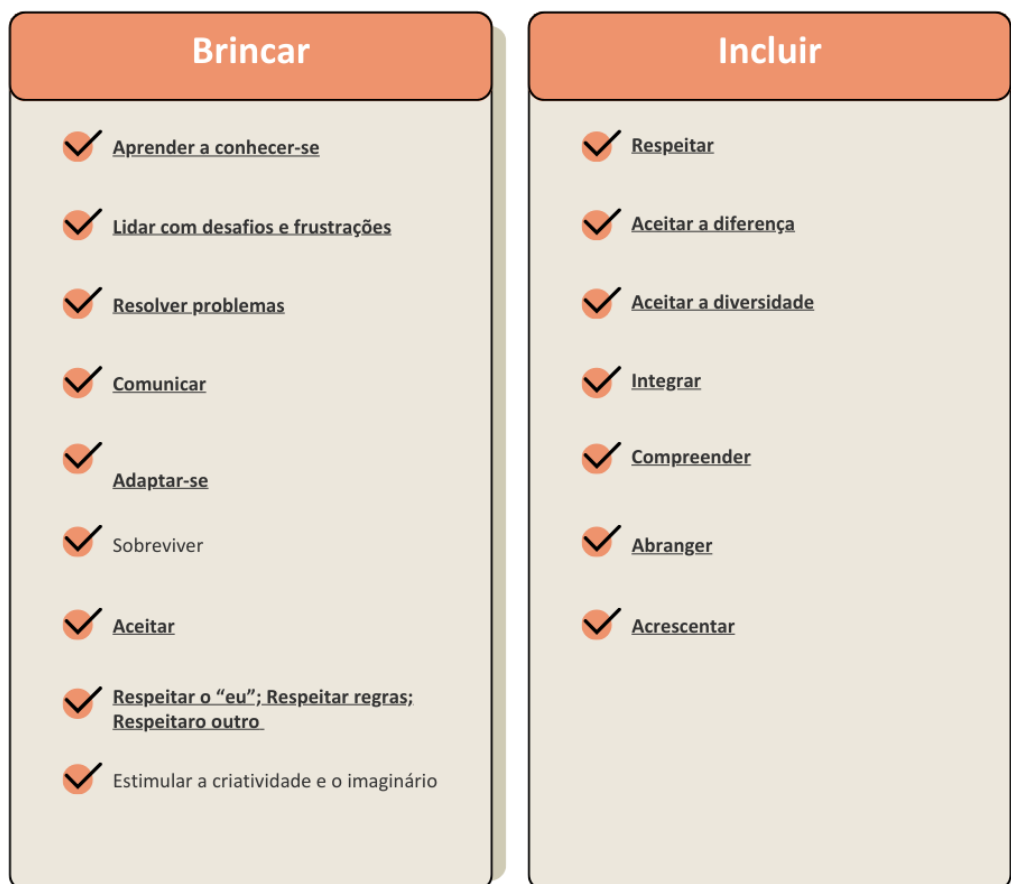 Brincar
Aprender a conhecer-se
Lidar com desafios e frustrações
Resolver problemas
Comunicar
Adaptar-se
Sobreviver
Aceitar
Respeitar o “eu”; Respeitar regras;
Respeitaro outro
Estimular a criatividade e o imaginário
Incluir
Respeitar
Aceitar a diferença
Aceitar a diversidade
Integrar
Compreender
Abranger
Acrescentar